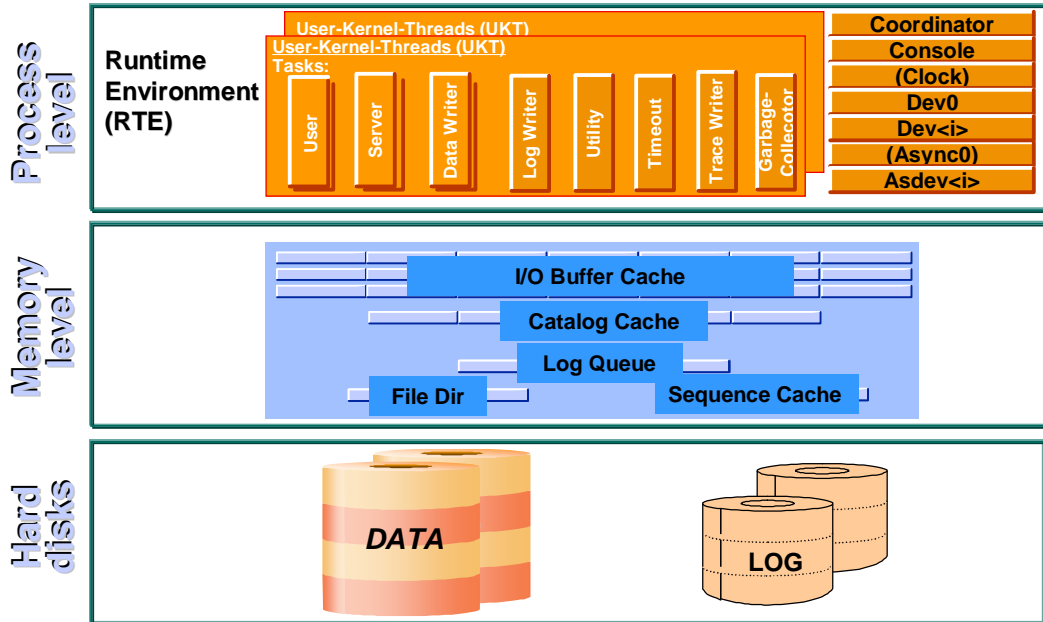 Process
level
Runtime
Environment
(RTE)
User-Kernel-Threads (UKT)
User-Kernel-Threads (UKT)
Tasks:
User
Server
Data Writer
Log Writer
Utility
Timeout
Trace Writer
Garbage-
Collecotor
Coordinator
Console
(Clock)
Dev0
Dev<i>
(Async0)
Asdev<i>
Memory
level
I/O Buffer Cache
Catalog Cache
Log Queue
File Dir
Sequence Cache
Hard
disks
DATA
LOG